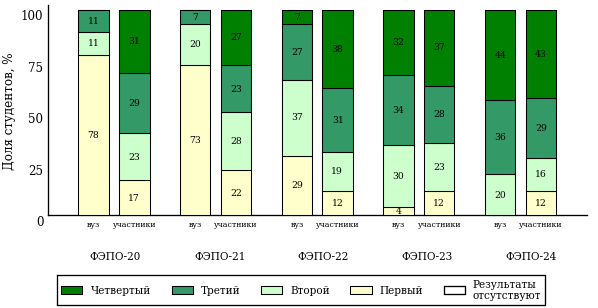 Доля студентов, %
100
75
50
25
0
11 11 78
31 29 23 17
7 20 73
27 23 28 22
7 27 37 29
38 31 19 12
32 34 30 4
37 28 23 12
44 36 20
43 29 16 12
вуз участники вуз участники вуз участники вуз участники вуз участники
ФЭПО-20 ФЭПО-21 ФЭПО-22 ФЭПО-23 ФЭПО-24
Четвертый Третий Второй Первый Результаты
отсутствуют